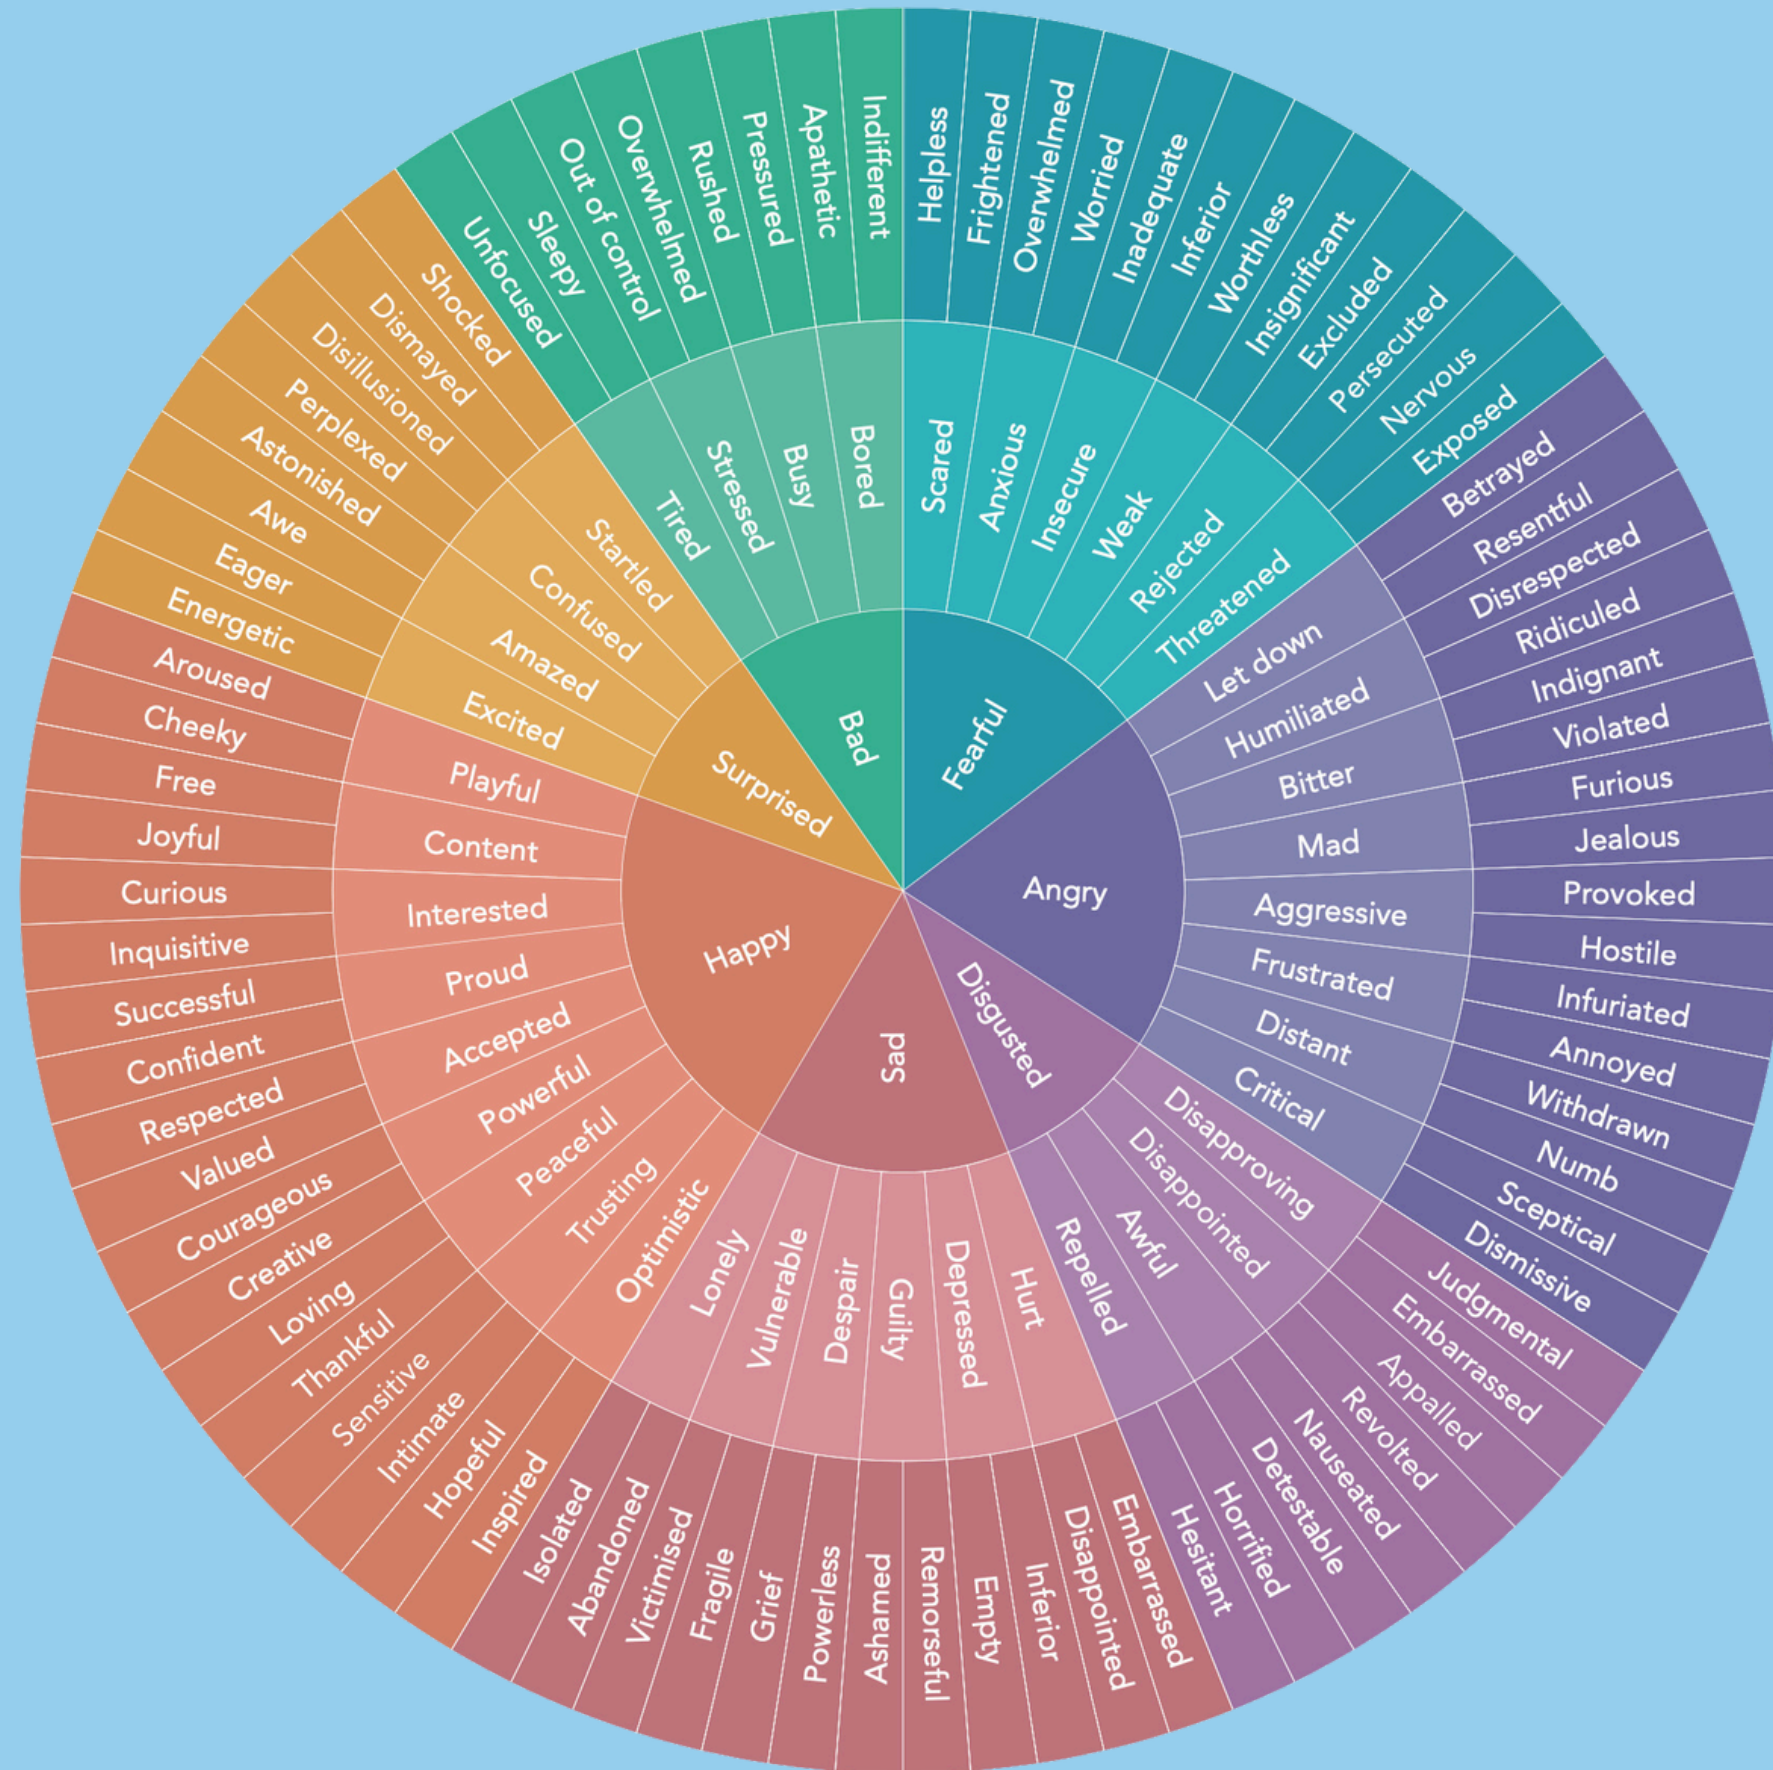 Fearful
Angry
Disgusted
Sad
Happy
Surprised
Bad
Scared
Anxious
Insecure
Weak
Rejected
Threatened
Let down
Humiliated
Bitter
Mad
Aggressive
Frustrated
Distant
Critical
Disapproving
Disappointed
Awful
Repelled
Hurt
Depressed
Guilty
Despair
Vulnerable
Lonely
Optimistic
Trusting
Peaceful
Powerful
Accepted
Proud
Interested
Content
Playful
Excited
Amazed
Confused
Startled
Tired
Stressed
Busy
Bored
Helpless
Frightened
Overwhelmed
Worried
Inadequate
Inferior
Worthless
Insignificant
Excluded
Persecuted
Nervous
Exposed
Betrayed
Resentful
Disrespected
Ridiculed
Indignant
Violated
Furious
Jealous
Provoked
Hostile
Infuriated
Annoyed
Withdrawn
Numb
Sceptical
Dismissive
Judgmental
Embarrassed
Appalled
Revolted
Nauseated
Detestable
Horrified
Hesitant
Embarrassed
Disappointed
Inferior
Empty
Remorseful
Ashamed
Powerless
Grief
Fragile
Victimised
Abandoned
Isolated
Inspired
Hopeful
Intimate
Sensitive
Thankful
Loving
Creative
Courageous
Valued
Respected
Confident
Successful
Inquisitive
Curious
Joyful
Free
Cheeky
Aroused
Energetic
Eager
Awe
Astonished
Perplexed
Disillusioned
Dismayed
Shocked
Unfocused
Sleepy
Out of control
Overwhelmed
Rushed
Pressured
Apathetic
Indifferent